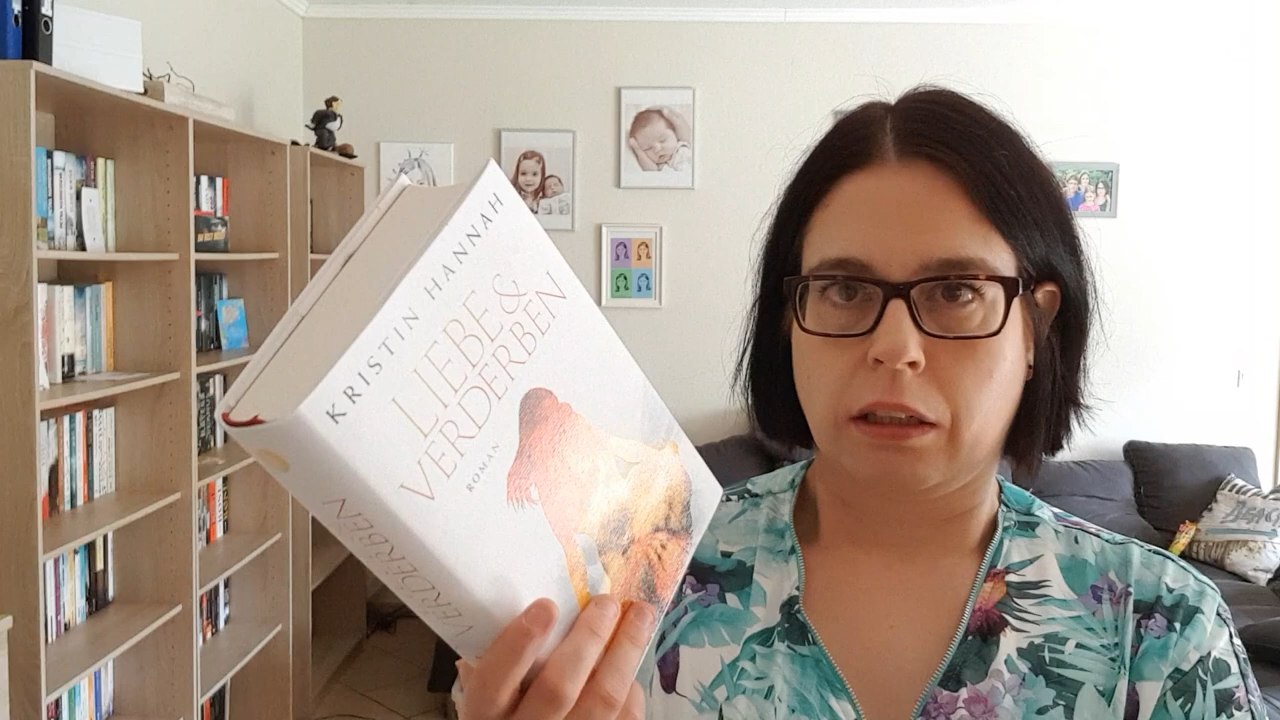 KRISTIN HANNAH
LIEBE &
VERDERBEN
ROMAN
VERDERBEN